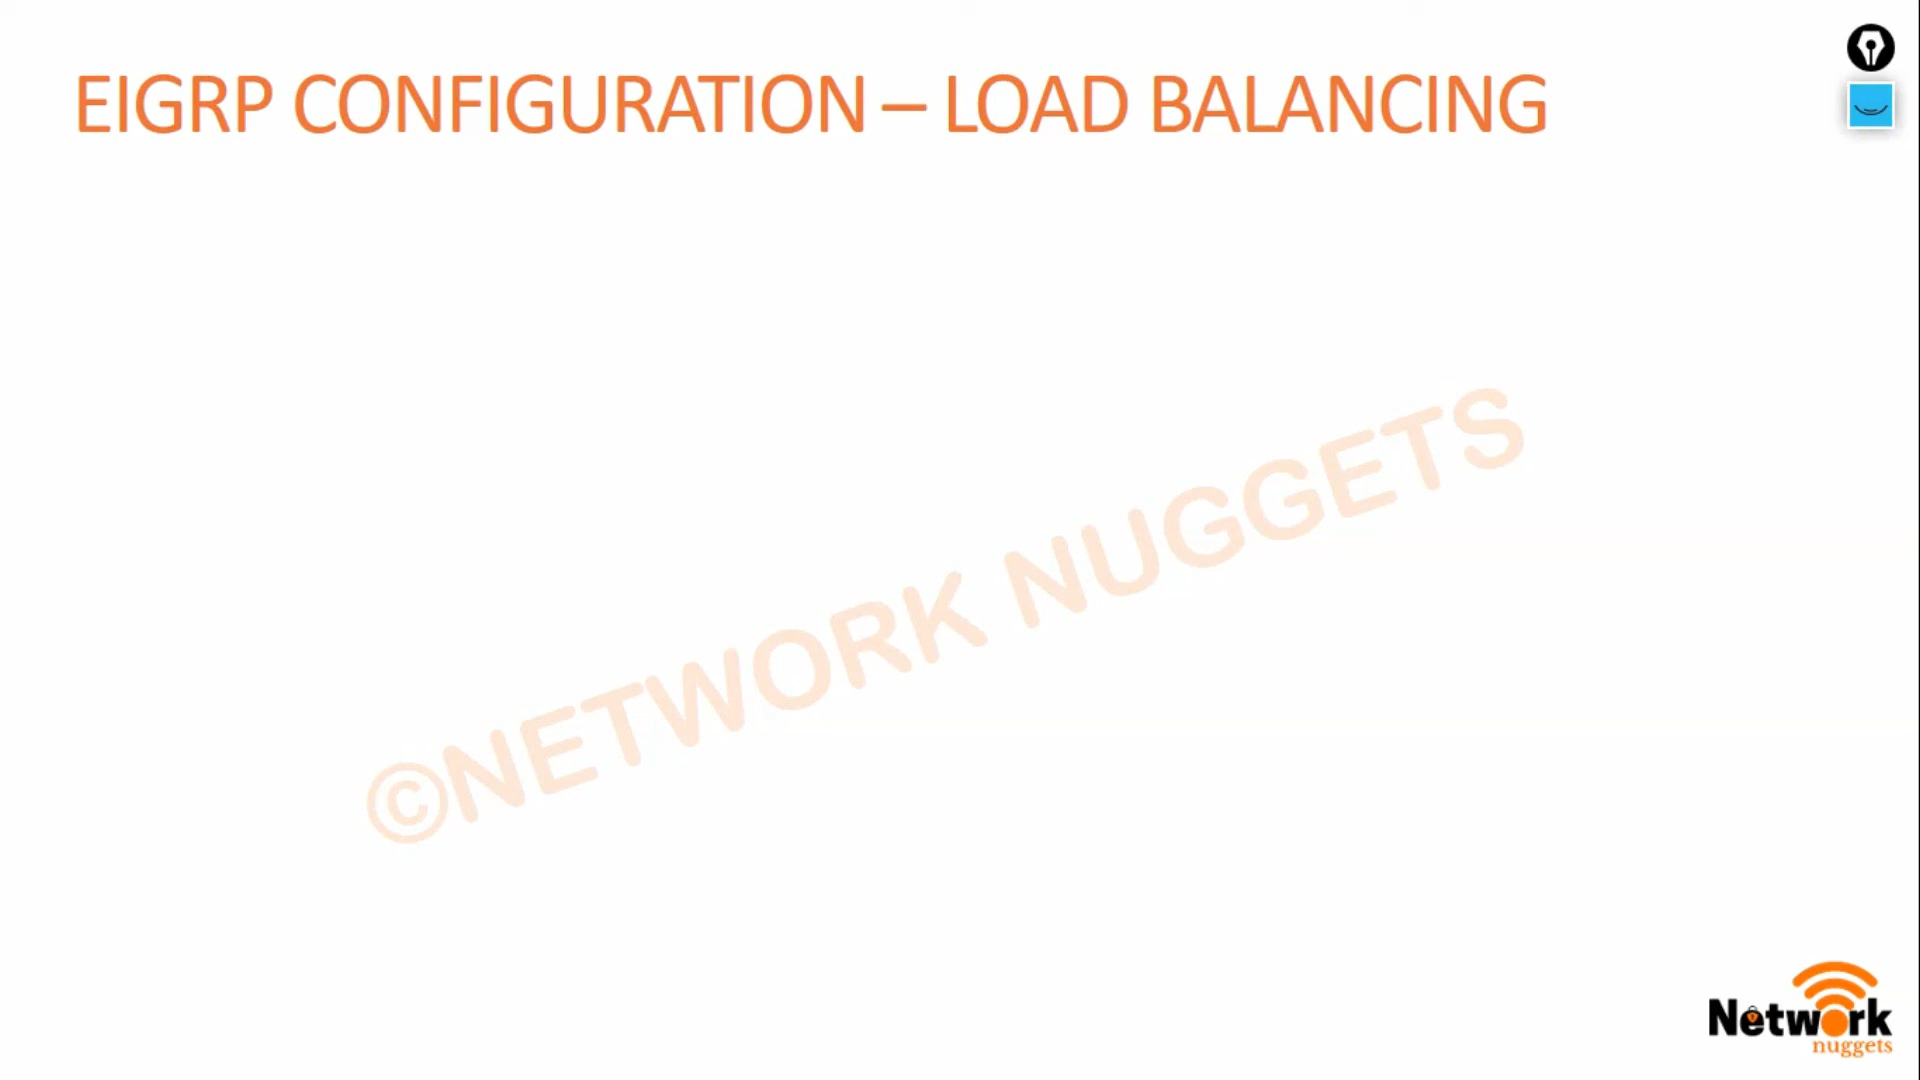 EIGRP CONFIGURATION – LOAD BALANCING
©NETWORK NUGGETS
Network
nuggets